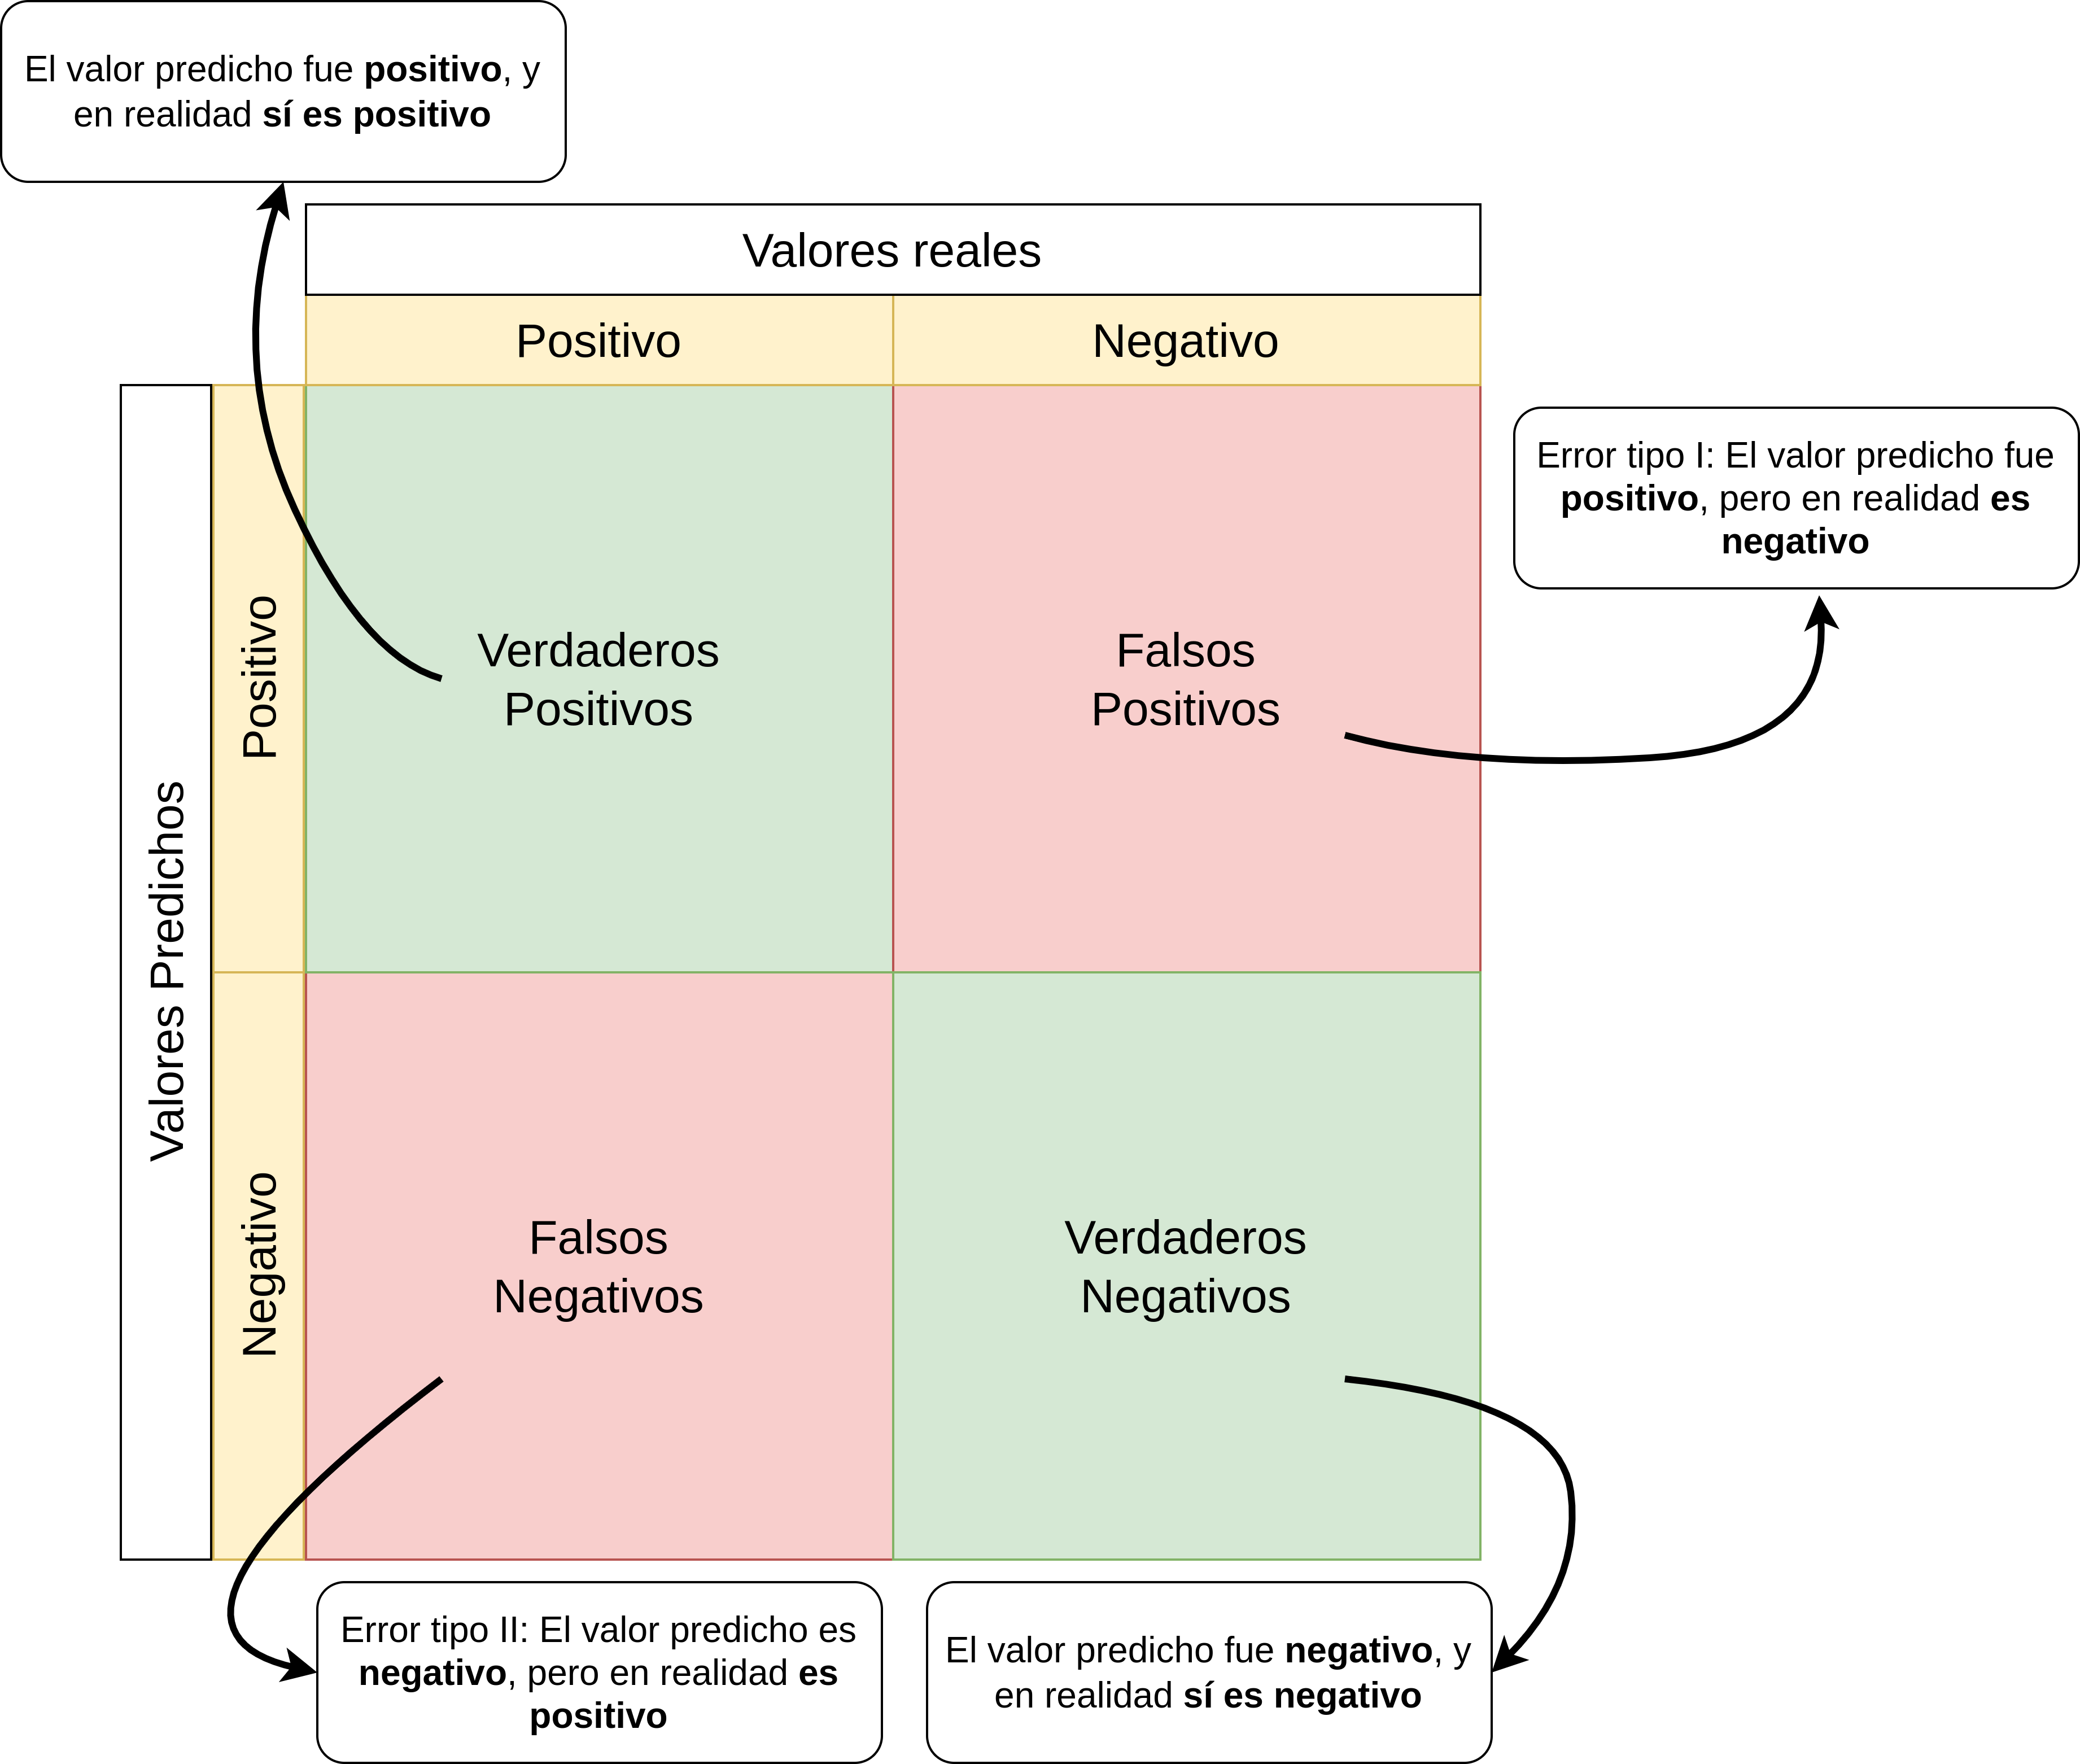 El valor predicho fue positivo, y
en realidad sí es positivo
Valores reales
Positivo
Negativo
Error tipo I: El valor predicho fue
positivo, pero en realidad es
negativo
Valores Predichos
Positivo
Verdaderos
Positivos
Falsos
Positivos
Negativo
Falsos
Negativos
Verdaderos
Negativos
Error tipo II: El valor predicho es
negativo, pero en realidad es
positivo
El valor predicho fue negativo, y
en realidad sí es negativo